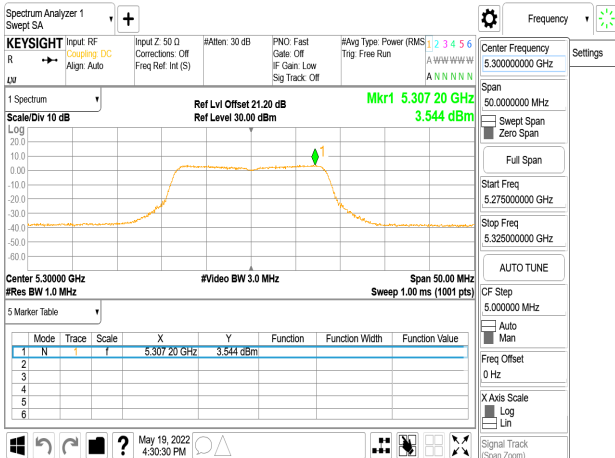 Spectrum Analyzer 1
Swept SA
+
Frequency
KEYSIGHT
R
LXI
Input: RF
Coupling: DC
Align: Auto
Input Z: 50 Ω
Corrections: Off
Freq Ref: Int (S)
#Atten: 30 dB
PNO: Fast
Gate: Off
IF Gain: Low
Sig Track: Off
#Avg Type: Power (RMS
Trig: Free Run
1 2 3 4 5 6
A W W W W W
A N N N N N
Center Frequency
5.300000000 GHz
Settings
Span
50.0000000 MHz
Swept Span
Zero Span
Full Span
Start Freq
5.275000000 GHz
Stop Freq
5.325000000 GHz
AUTO TUNE
CF Step
5.000000 MHz
Auto
Man
Freq Offset
0 Hz
X Axis Scale
Log
Lin
Signal Track
(Span Zoom)
1 Spectrum
Scale/Div 10 dB
Ref Lvl Offset 21.20 dB
Ref Level 30.00 dBm
Mkr1 5.307 20 GHz
3.544 dBm
Log
20.0
10.0
0.00
-10.0
-20.0
-30.0
-40.0
-50.0
-60.0
1
Center 5.30000 GHz
#Res BW 1.0 MHz
#Video BW 3.0 MHz
Span 50.00 MHz
Sweep 1.00 ms (1001 pts)
5 Marker Table
Mode Trace Scale X Y Function Function Width Function Value
1 N 1 f 5.307 20 GHz 3.544 dBm
2
3
4
5
6
?
May 19, 2022
4:30:30 PM